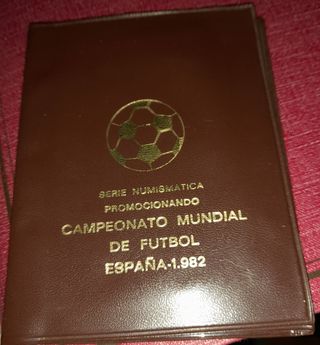 SERIE NUMISMATICA
PROMOCIONANDO
CAMPEONATO MUNDIAL
DE FUTBOL
ESPAÑA-1.982